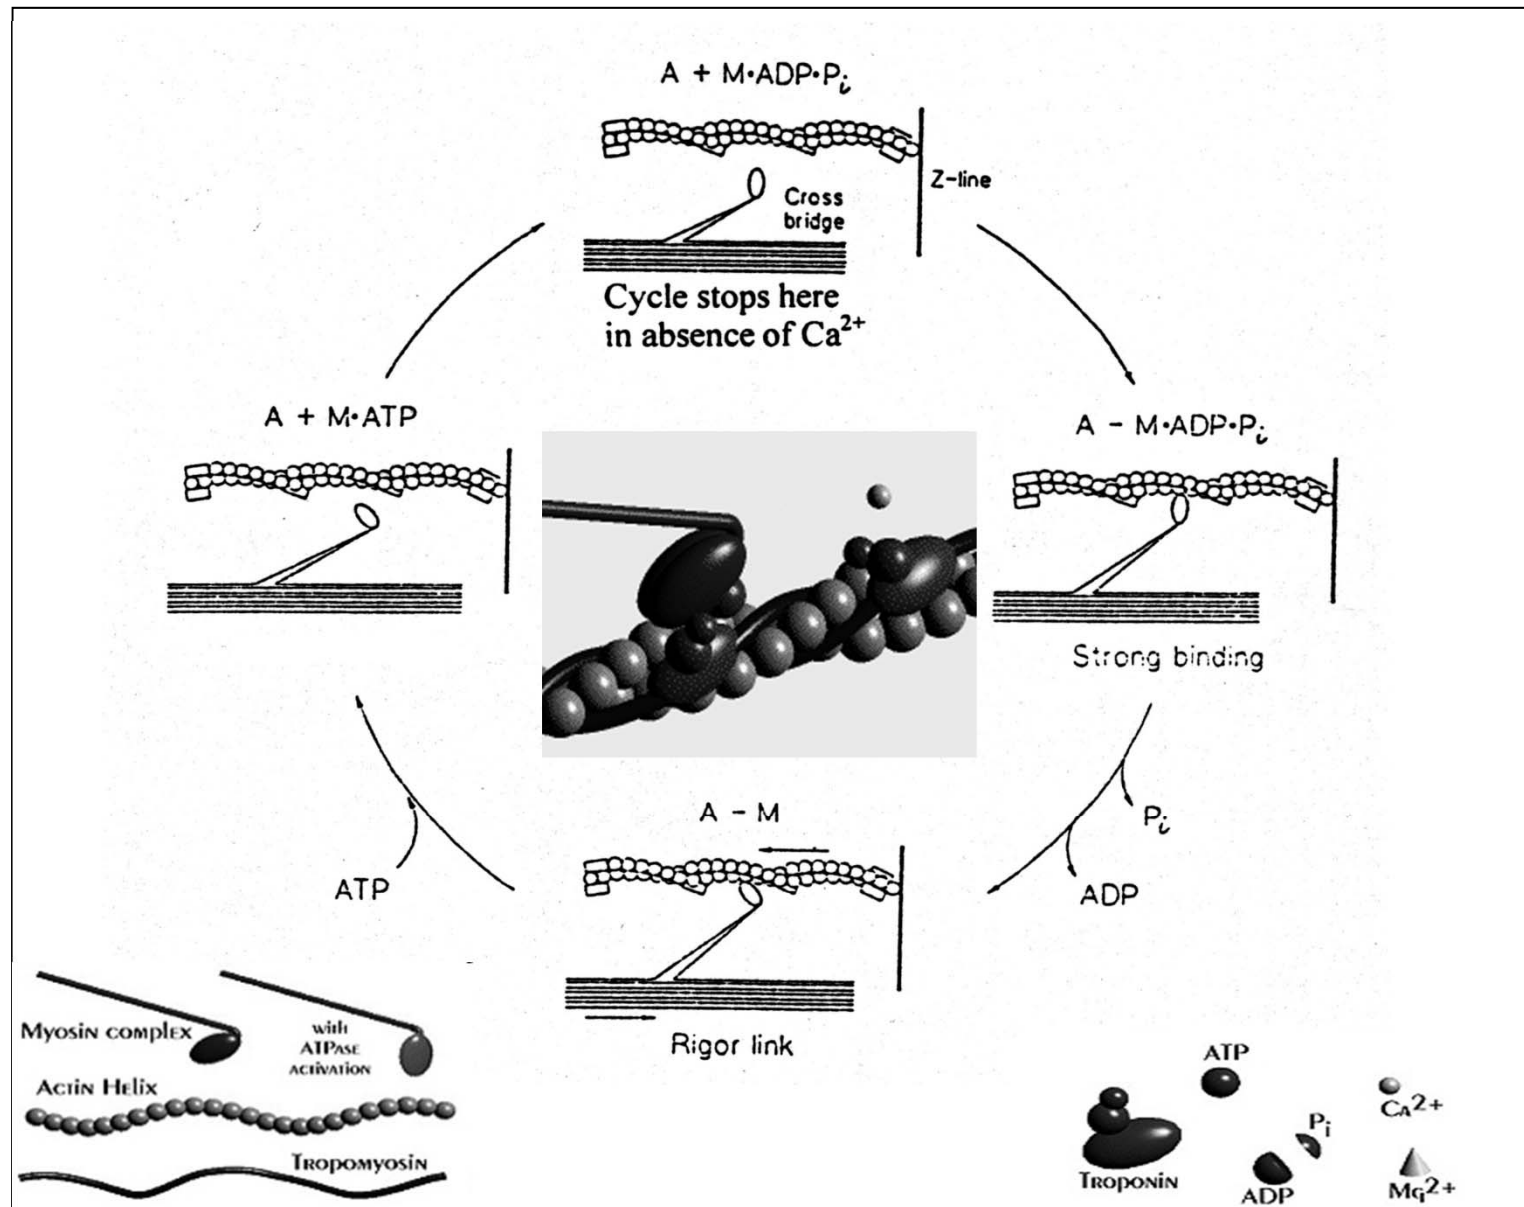 A + M·ADP·Pi
Z-line
Cross
bridge
Cycle stops here
in absence of Ca²⁺
A + M·ATP
A - M·ADP·Pi
Strong binding
Pi
ADP
A - M
ATP
Rigor link
Myosin complex
with
ATPase
activation
Actin Helix
Tropomyosin
ATP
Ca2+
Pi
Troponin
ADP
Mg2+